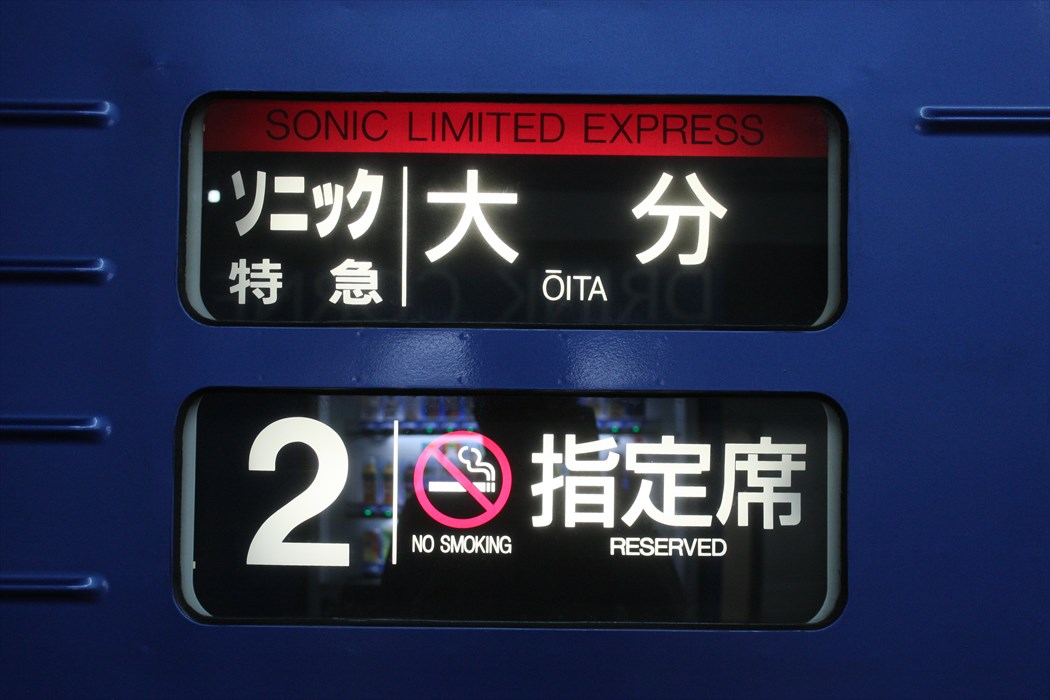 SONIC LIMITED EXPRESS
ソニック
特急
大分
ŌITA
2
NO SMOKING
指定席
RESERVED